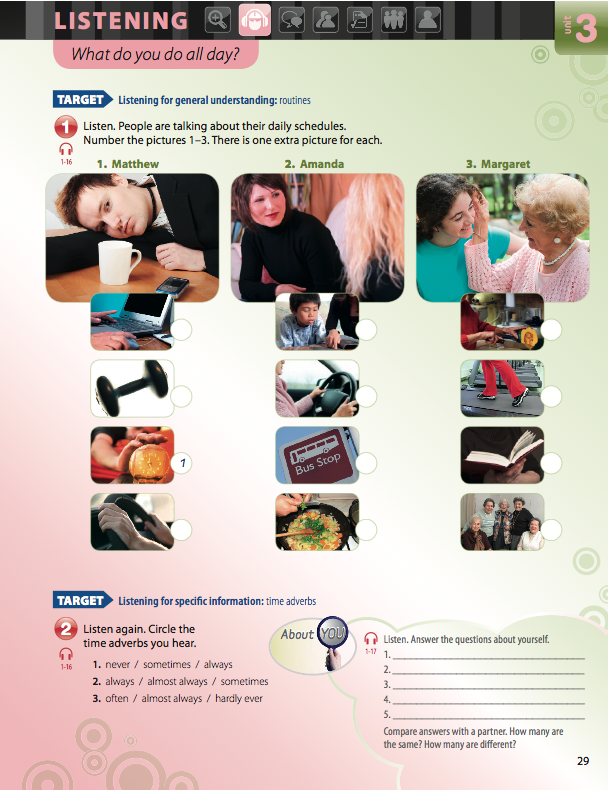 LISTENING
unit 3
What do you do all day?
TARGET Listening for general understanding: routines
1 Listen. People are talking about their daily schedules.
Number the pictures 1–3. There is one extra picture for each.
1-16
1. Matthew 2. Amanda 3. Margaret
1
Bus Stop
TARGET Listening for specific information: time adverbs
2 Listen again. Circle the
time adverbs you hear.
1-16
1. never / sometimes / always
2. always / almost always / sometimes
3. often / almost always / hardly ever
About YOU
1-17
Listen. Answer the questions about yourself.
1.
2.
3.
4.
5.
Compare answers with a partner. How many are
the same? How many are different?
29